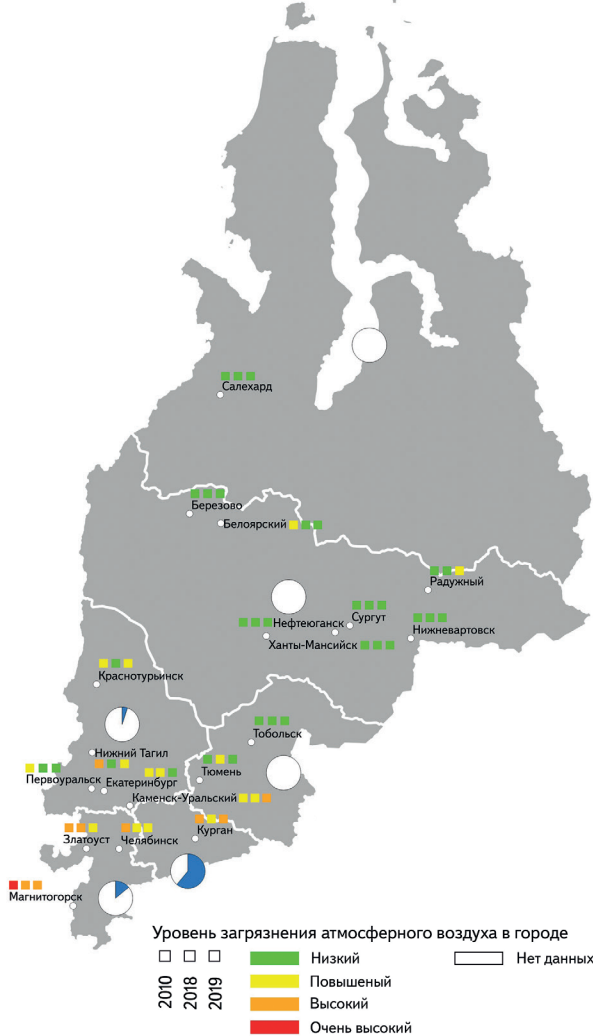 Салехард
Березово
Белоярский
Радужный
Сургут
Нефтеюганск
Нижневартовск
Ханты-Мансийск
Краснотурьинск
Тобольск
Нижний Тагил
Тюмень
Первоуральск
Екатеринбург
Каменск-Уральский
Курган
Златоуст
Челябинск
Магнитогорск
Уровень загрязнения атмосферного воздуха в городе
2010
2018
2019
Низкий
Нет данных
Повышеный
Высокий
Очень высокий